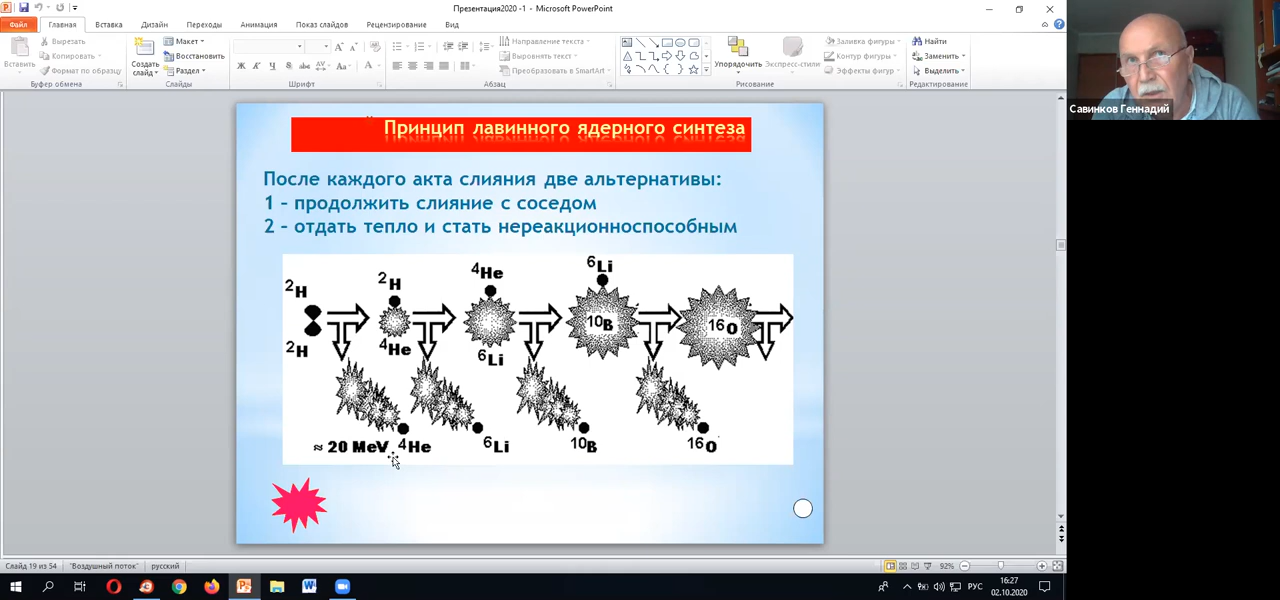 Презентация2020 -1 - Microsoft PowerPoint
Файл Главная Вставка Дизайн Переходы Анимация Показ слайдов Рецензирование Вид
Вставить
Вырезать
Копировать
Формат по образцу
Буфер обмена
Создать слайд
Макет
Восстановить
Раздел
Слайды
Ж К Ч S abc AV Aa А
Шрифт
Направление текста
Выровнять текст
Преобразовать в SmartArt
Абзац
Упорядочить
Экспресс-стили
Заливка фигуры
Контур фигуры
Эффекты фигур
Рисование
Найти
Заменить
Выделить
Редактирование
Савинков Геннадий
Принцип лавинного ядерного синтеза
После каждого акта слияния две альтернативы:
1 – продолжить слияние с соседом
2 – отдать тепло и стать нереакционноспособным
²H ²H ⁴He ⁶Li
¹⁰B ¹⁶O
²H ⁴He ⁶Li
≈ 20 MeV ⁴He ⁶Li ¹⁰B ¹⁶O
Слайд 19 из 54 "Воздушный поток" русский 92%
РУС 16:27
02.10.2020